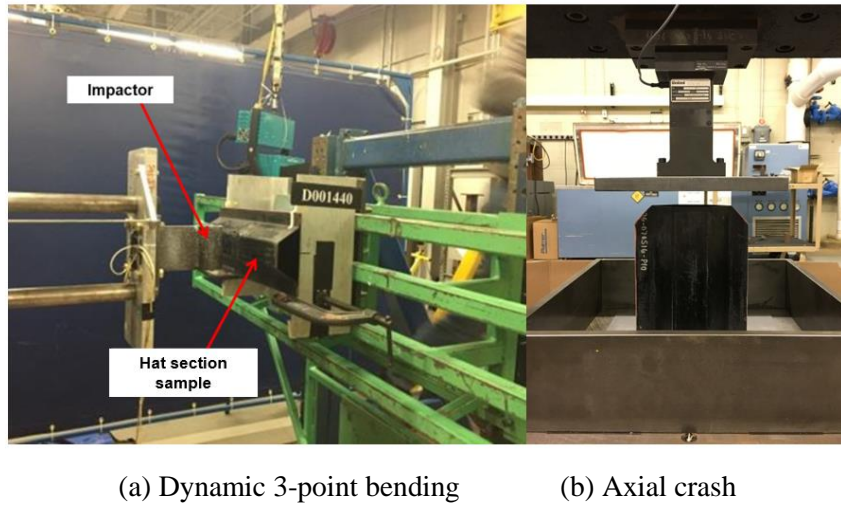 Impactor
D001440
Hat section
sample
(a) Dynamic 3-point bending
(b) Axial crash